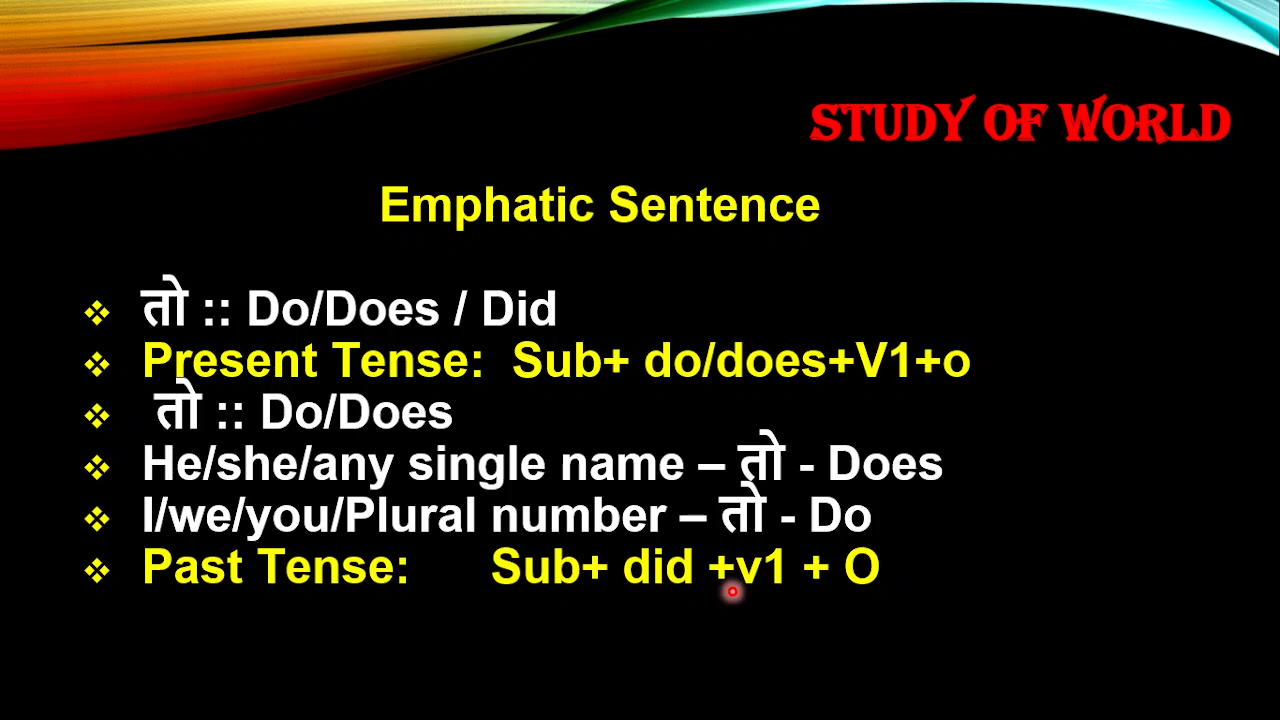 STUDY OF WORLD
Emphatic Sentence
❖ तो :: Do/Does / Did
❖ Present Tense: Sub+ do/does+V1+o
❖ तो :: Do/Does
❖ He/she/any single name – तो - Does
❖ I/we/you/Plural number – तो - Do
❖ Past Tense: Sub+ did +v1 + O